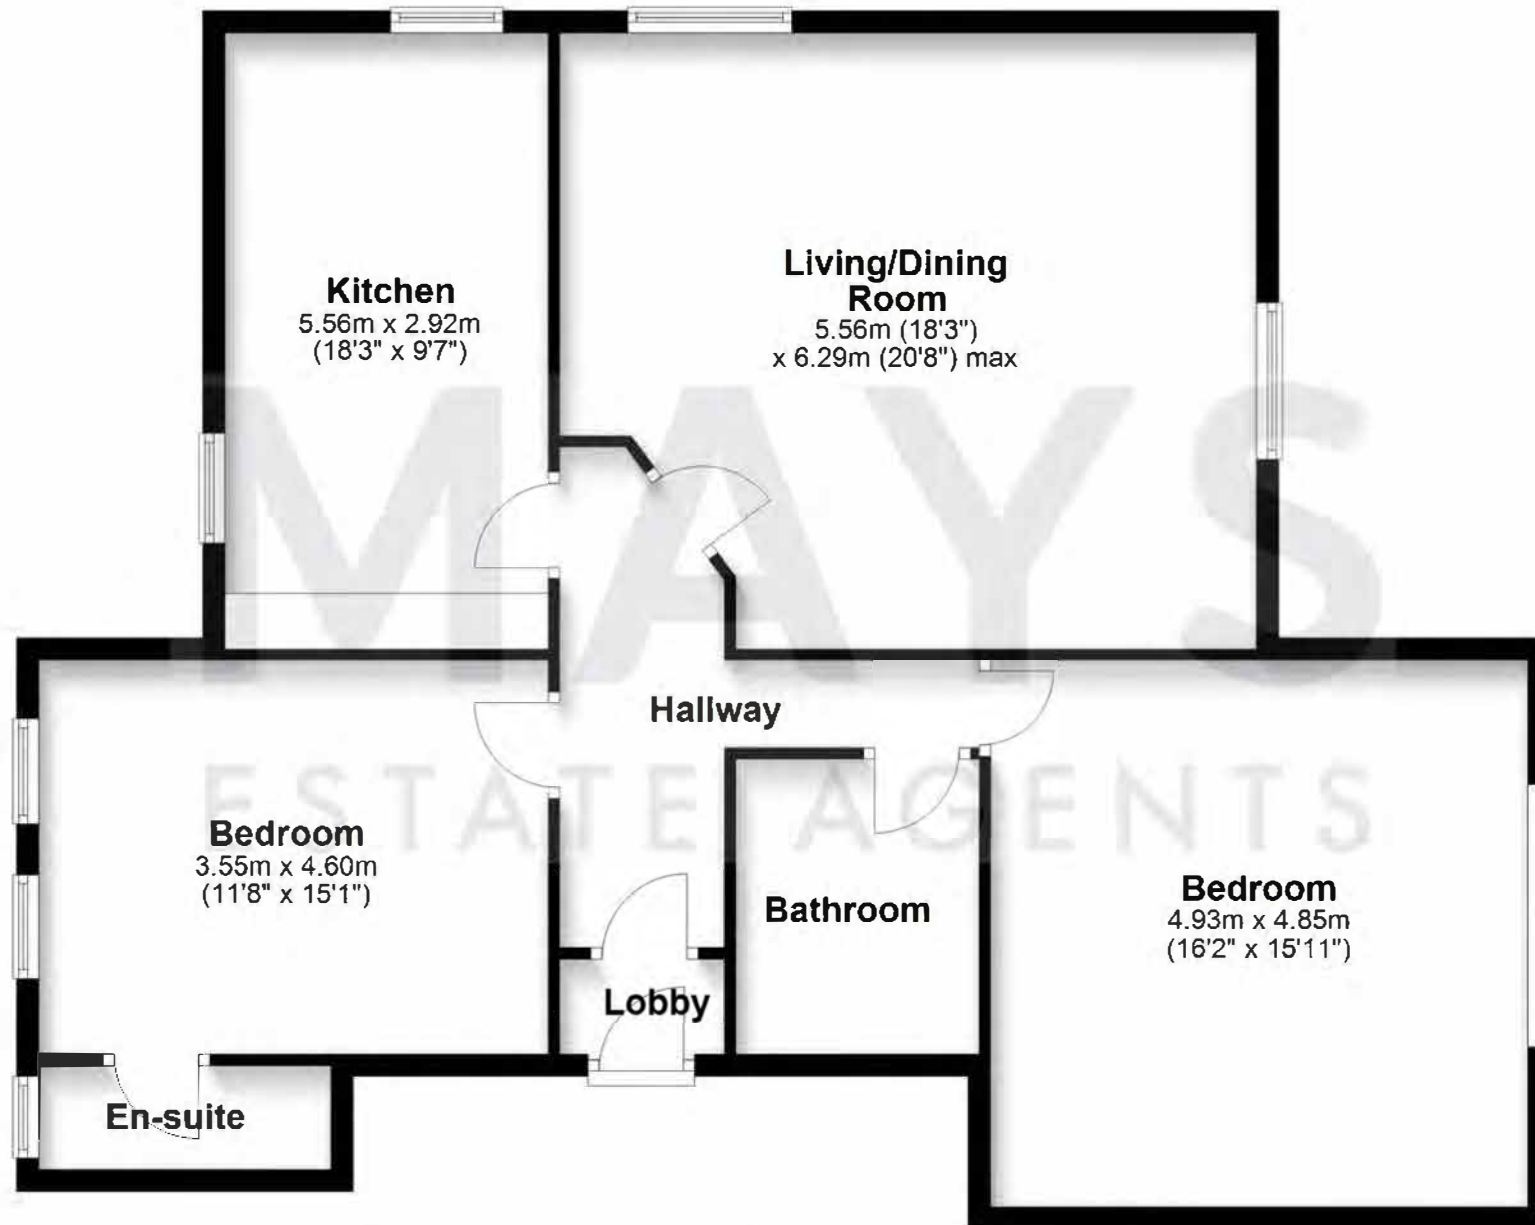 Kitchen
5.56m x 2.92m
(18'3" x 9'7")
Living/Dining
Room
5.56m (18'3")
x 6.29m (20'8") max
MAYS
ESTATE AGENTS
Hallway
Bedroom
3.55m x 4.60m
(11'8" x 15'1")
Bathroom
Bedroom
4.93m x 4.85m
(16'2" x 15'11")
Lobby
En-suite